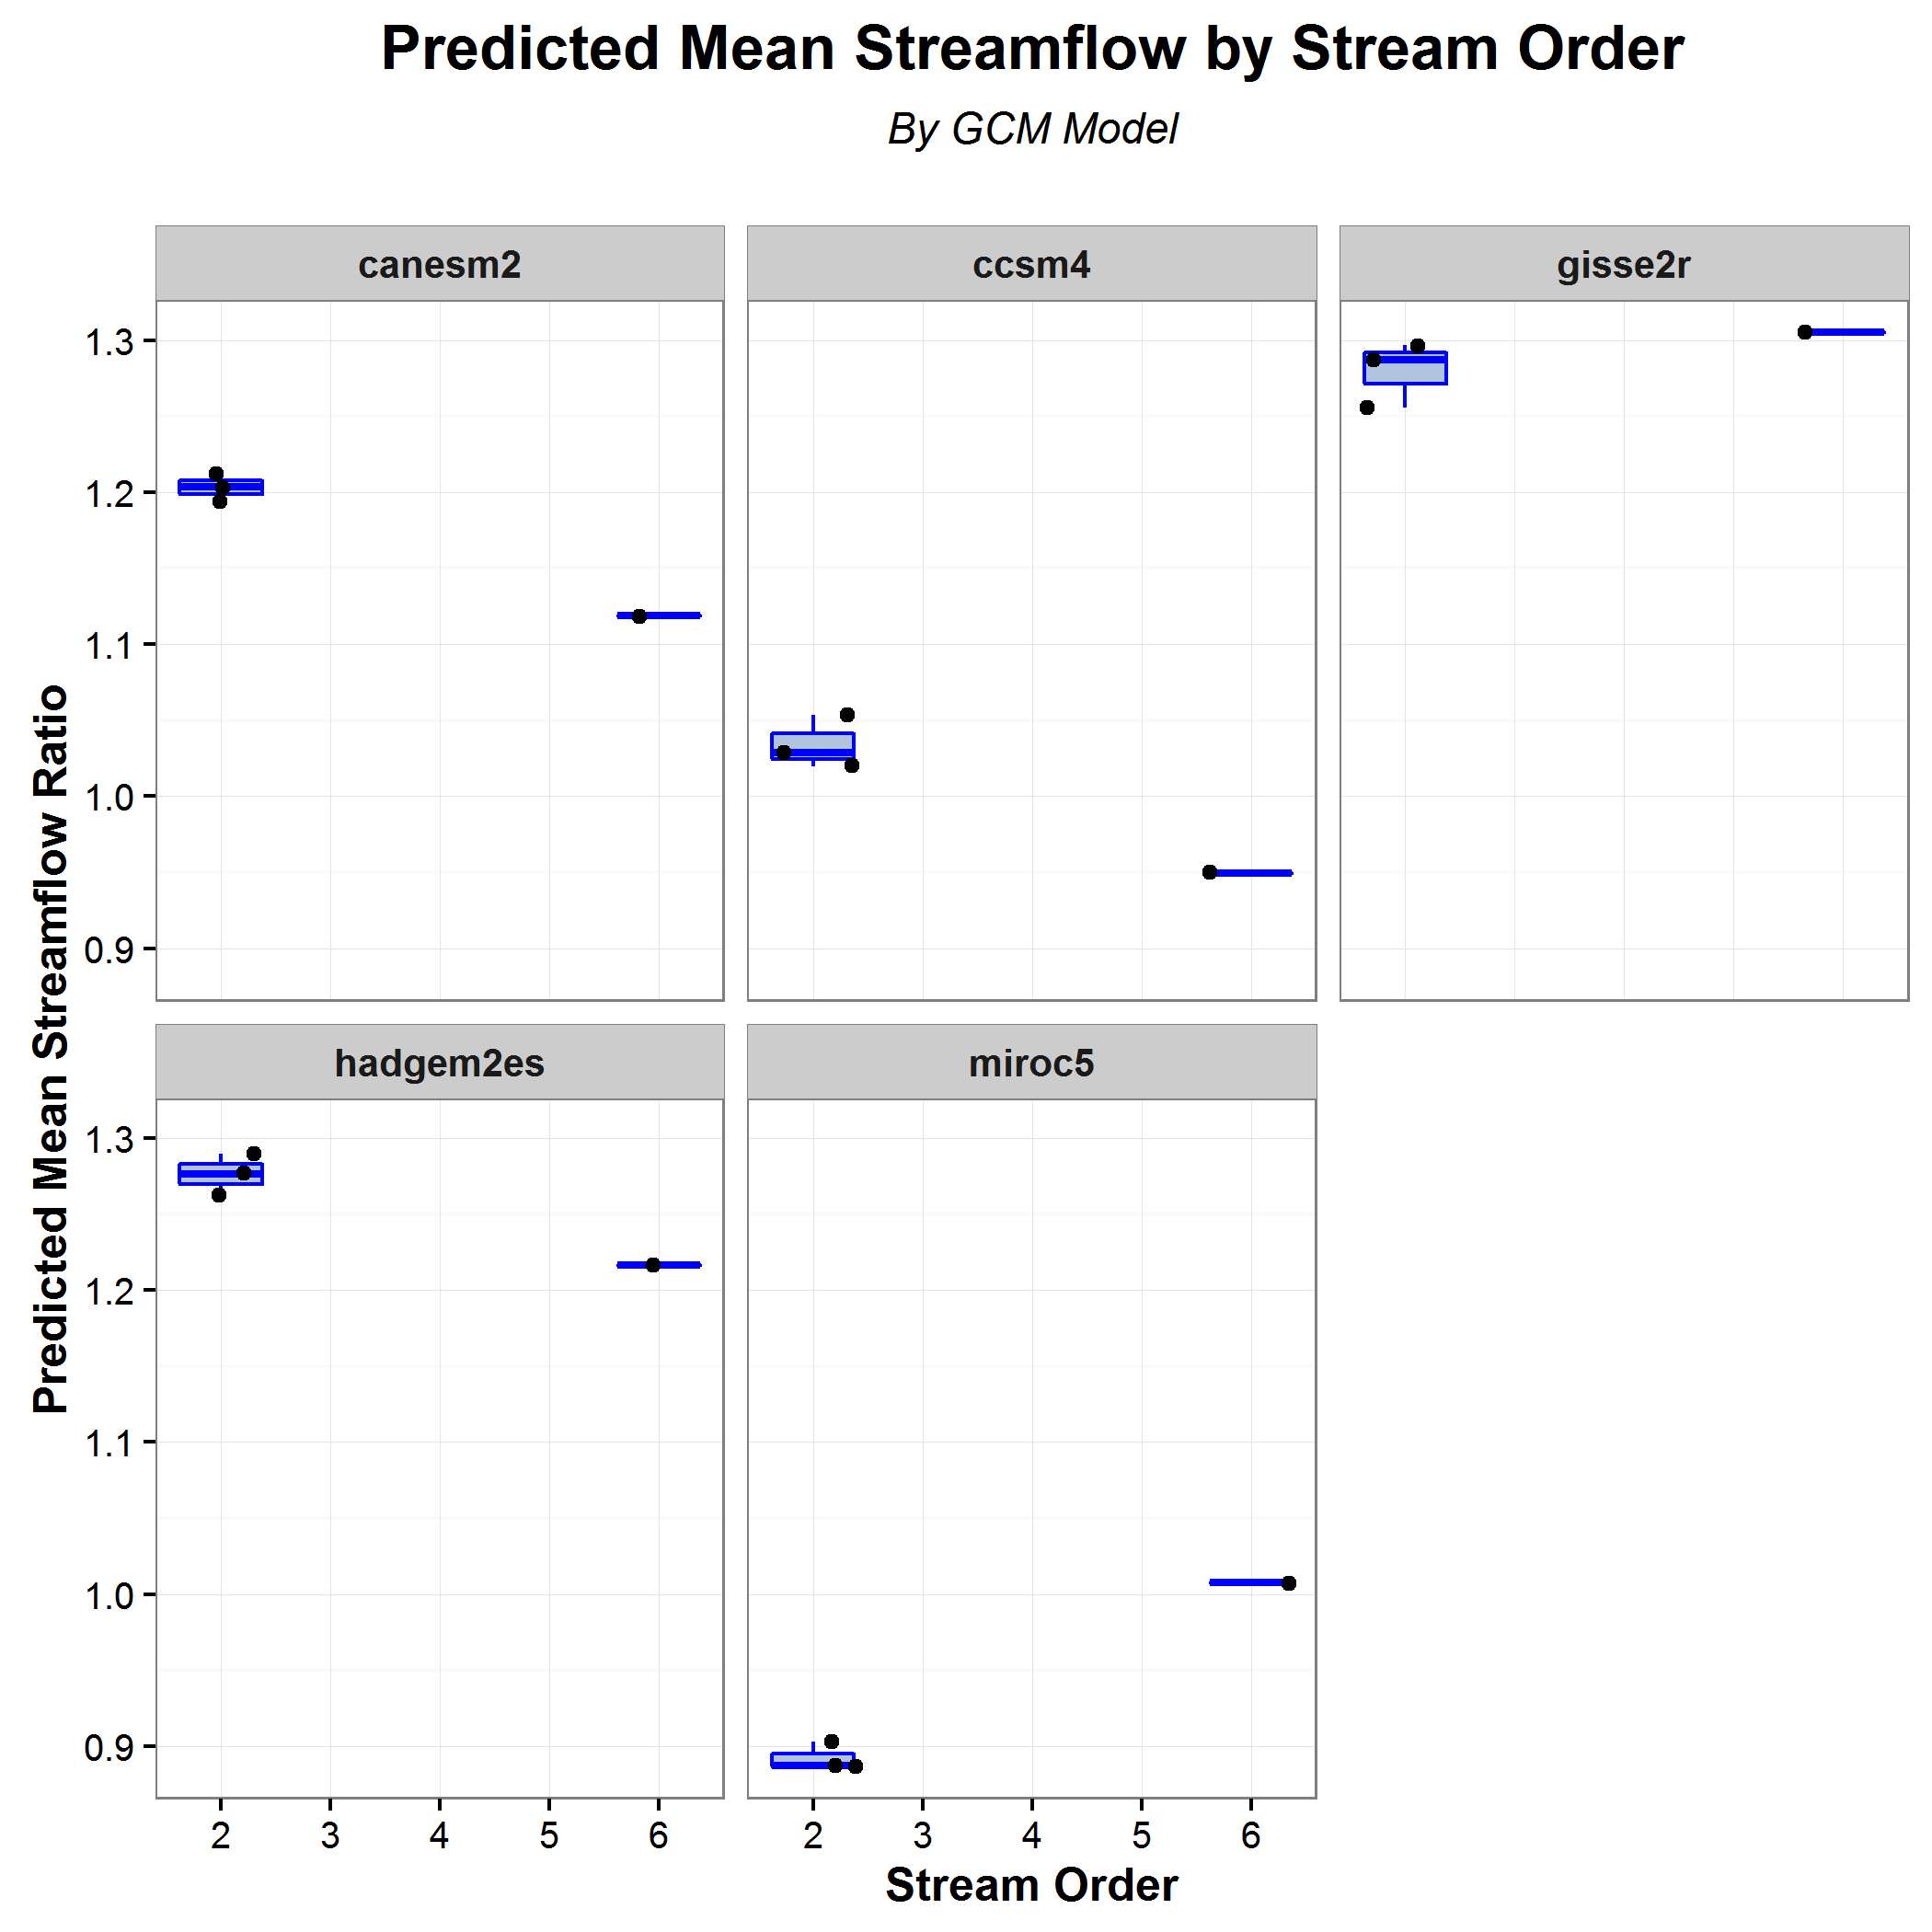 Predicted Mean Streamflow by Stream Order
By GCM Model
canesm2
ccsm4
gisse2r
1.3
1.2
1.1
1.0
0.9
Predicted Mean Streamflow Ratio
hadgem2es
miroc5
1.3
1.2
1.1
1.0
0.9
2 3 4 5 6
2 3 4 5 6
Stream Order